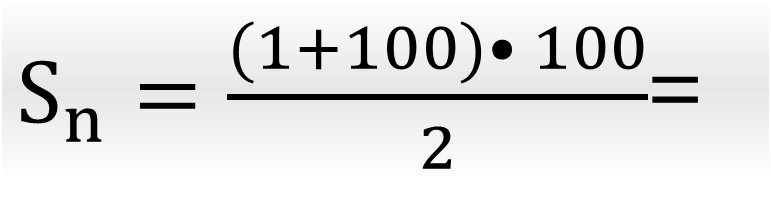 Sₙ = (1+100)• 100 / 2 =